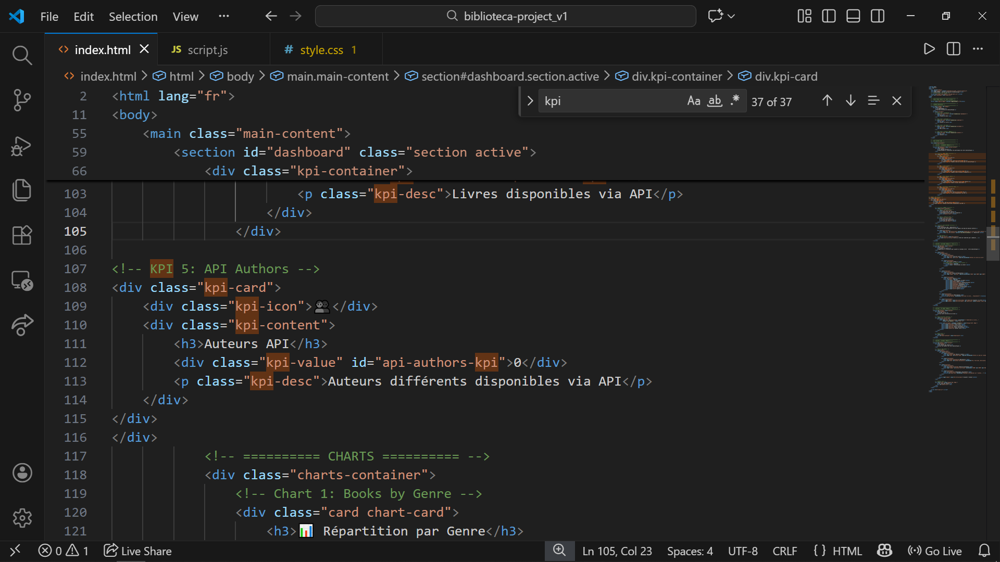 File Edit Selection View ··· biblioteca-project_v1
index.html JS script.js # style.css 1
index.html > html > body > main.main-content > section#dashboard.section.active > div.kpi-container > div.kpi-card
kpi Aa ab .* 37 of 37
2 <html lang="fr">
11 <body>
55 <main class="main-content">
59 <section id="dashboard" class="section active">
66 <div class="kpi-container">
103 <p class="kpi-desc">Livres disponibles via API</p>
104 </div>
105 </div>
106
107 <!-- KPI 5: API Authors -->
108 <div class="kpi-card">
109 <div class="kpi-icon">👥</div>
110 <div class="kpi-content">
111 <h3>Auteurs API</h3>
112 <div class="kpi-value" id="api-authors-kpi">0</div>
113 <p class="kpi-desc">Auteurs différents disponibles via API</p>
114 </div>
115 </div>
116 </div>
117 <!-- ========== CHARTS ========== -->
118 <div class="charts-container">
119 <!-- Chart 1: Books by Genre -->
120 <div class="card chart-card">
121 <h3>📊 Répartition par Genre</h3>
0 1 Live Share Ln 105, Col 23 Spaces: 4 UTF-8 CRLF {} HTML Go Live